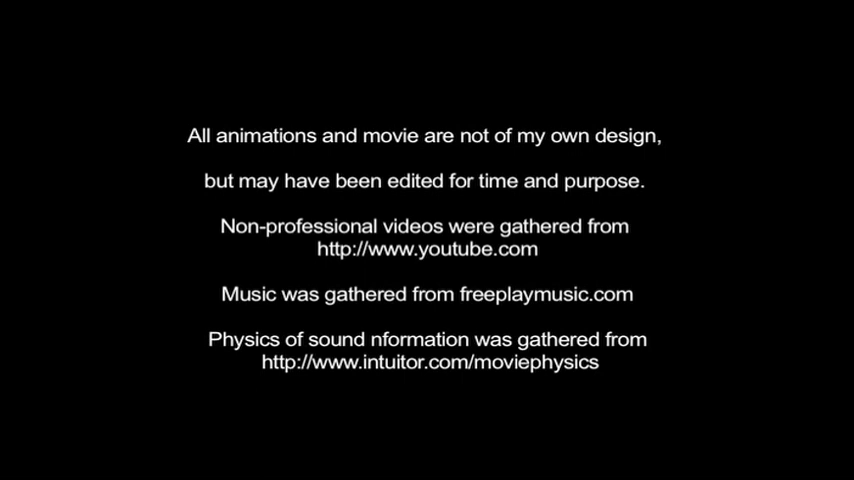 All animations and movie are not of my own design,
but may have been edited for time and purpose.
Non-professional videos were gathered from
http://www.youtube.com
Music was gathered from freeplaymusic.com
Physics of sound nformation was gathered from
http://www.intuitor.com/moviephysics